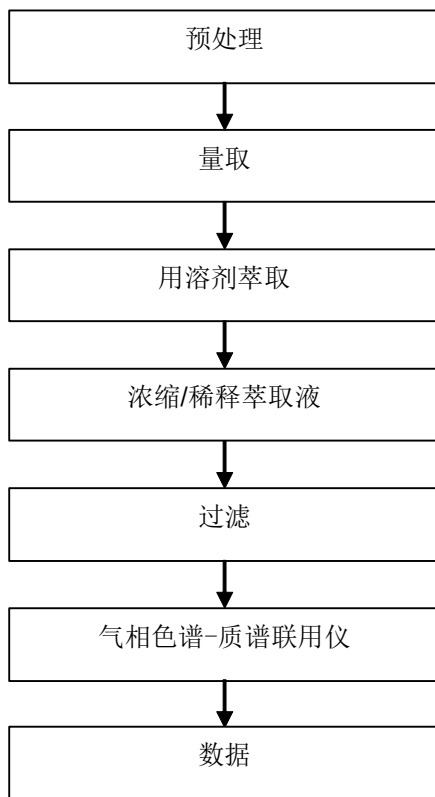 预处理
量取
用溶剂萃取
浓缩/稀释萃取液
过滤
气相色谱-质谱联用仪
数据